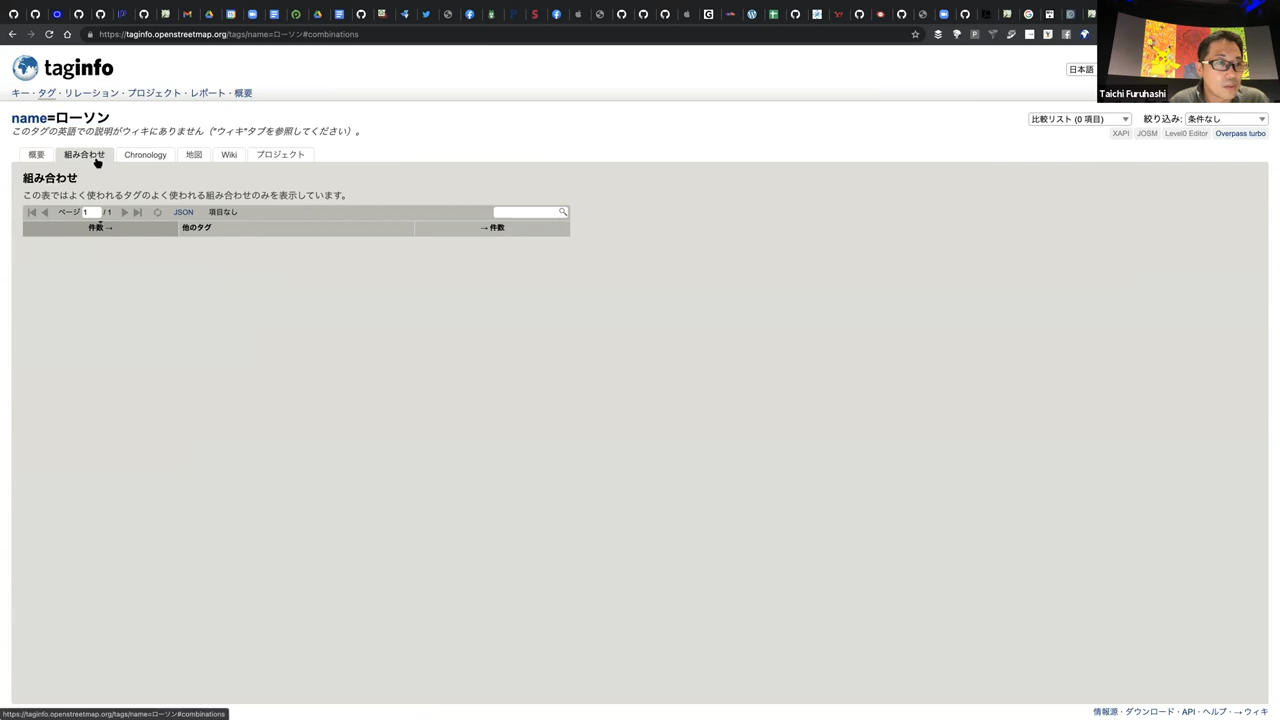 https://taginfo.openstreetmap.org/tags/name=ローソン#combinations
taginfo
日本語
Taichi Furuhashi
キー · タグ · リレーション · プロジェクト · レポート · 概要
name=ローソン
比較リスト (0 項目)
絞り込み: 条件なし
このタグの英語での説明がウィキにありません（"ウィキ"タブを参照してください）。
XAPI JOSM Level0 Editor Overpass turbo
概要 組み合わせ Chronology 地図 Wiki プロジェクト
組み合わせ
この表ではよく使われるタグのよく使われる組み合わせのみを表示しています。
ページ 1 / 1 JSON 項目なし
件数 → 他のタグ → 件数
https://taginfo.openstreetmap.org/tags/name=ローソン#combinations
情報源 · ダウンロード · API · ヘルプ · → ウィキ